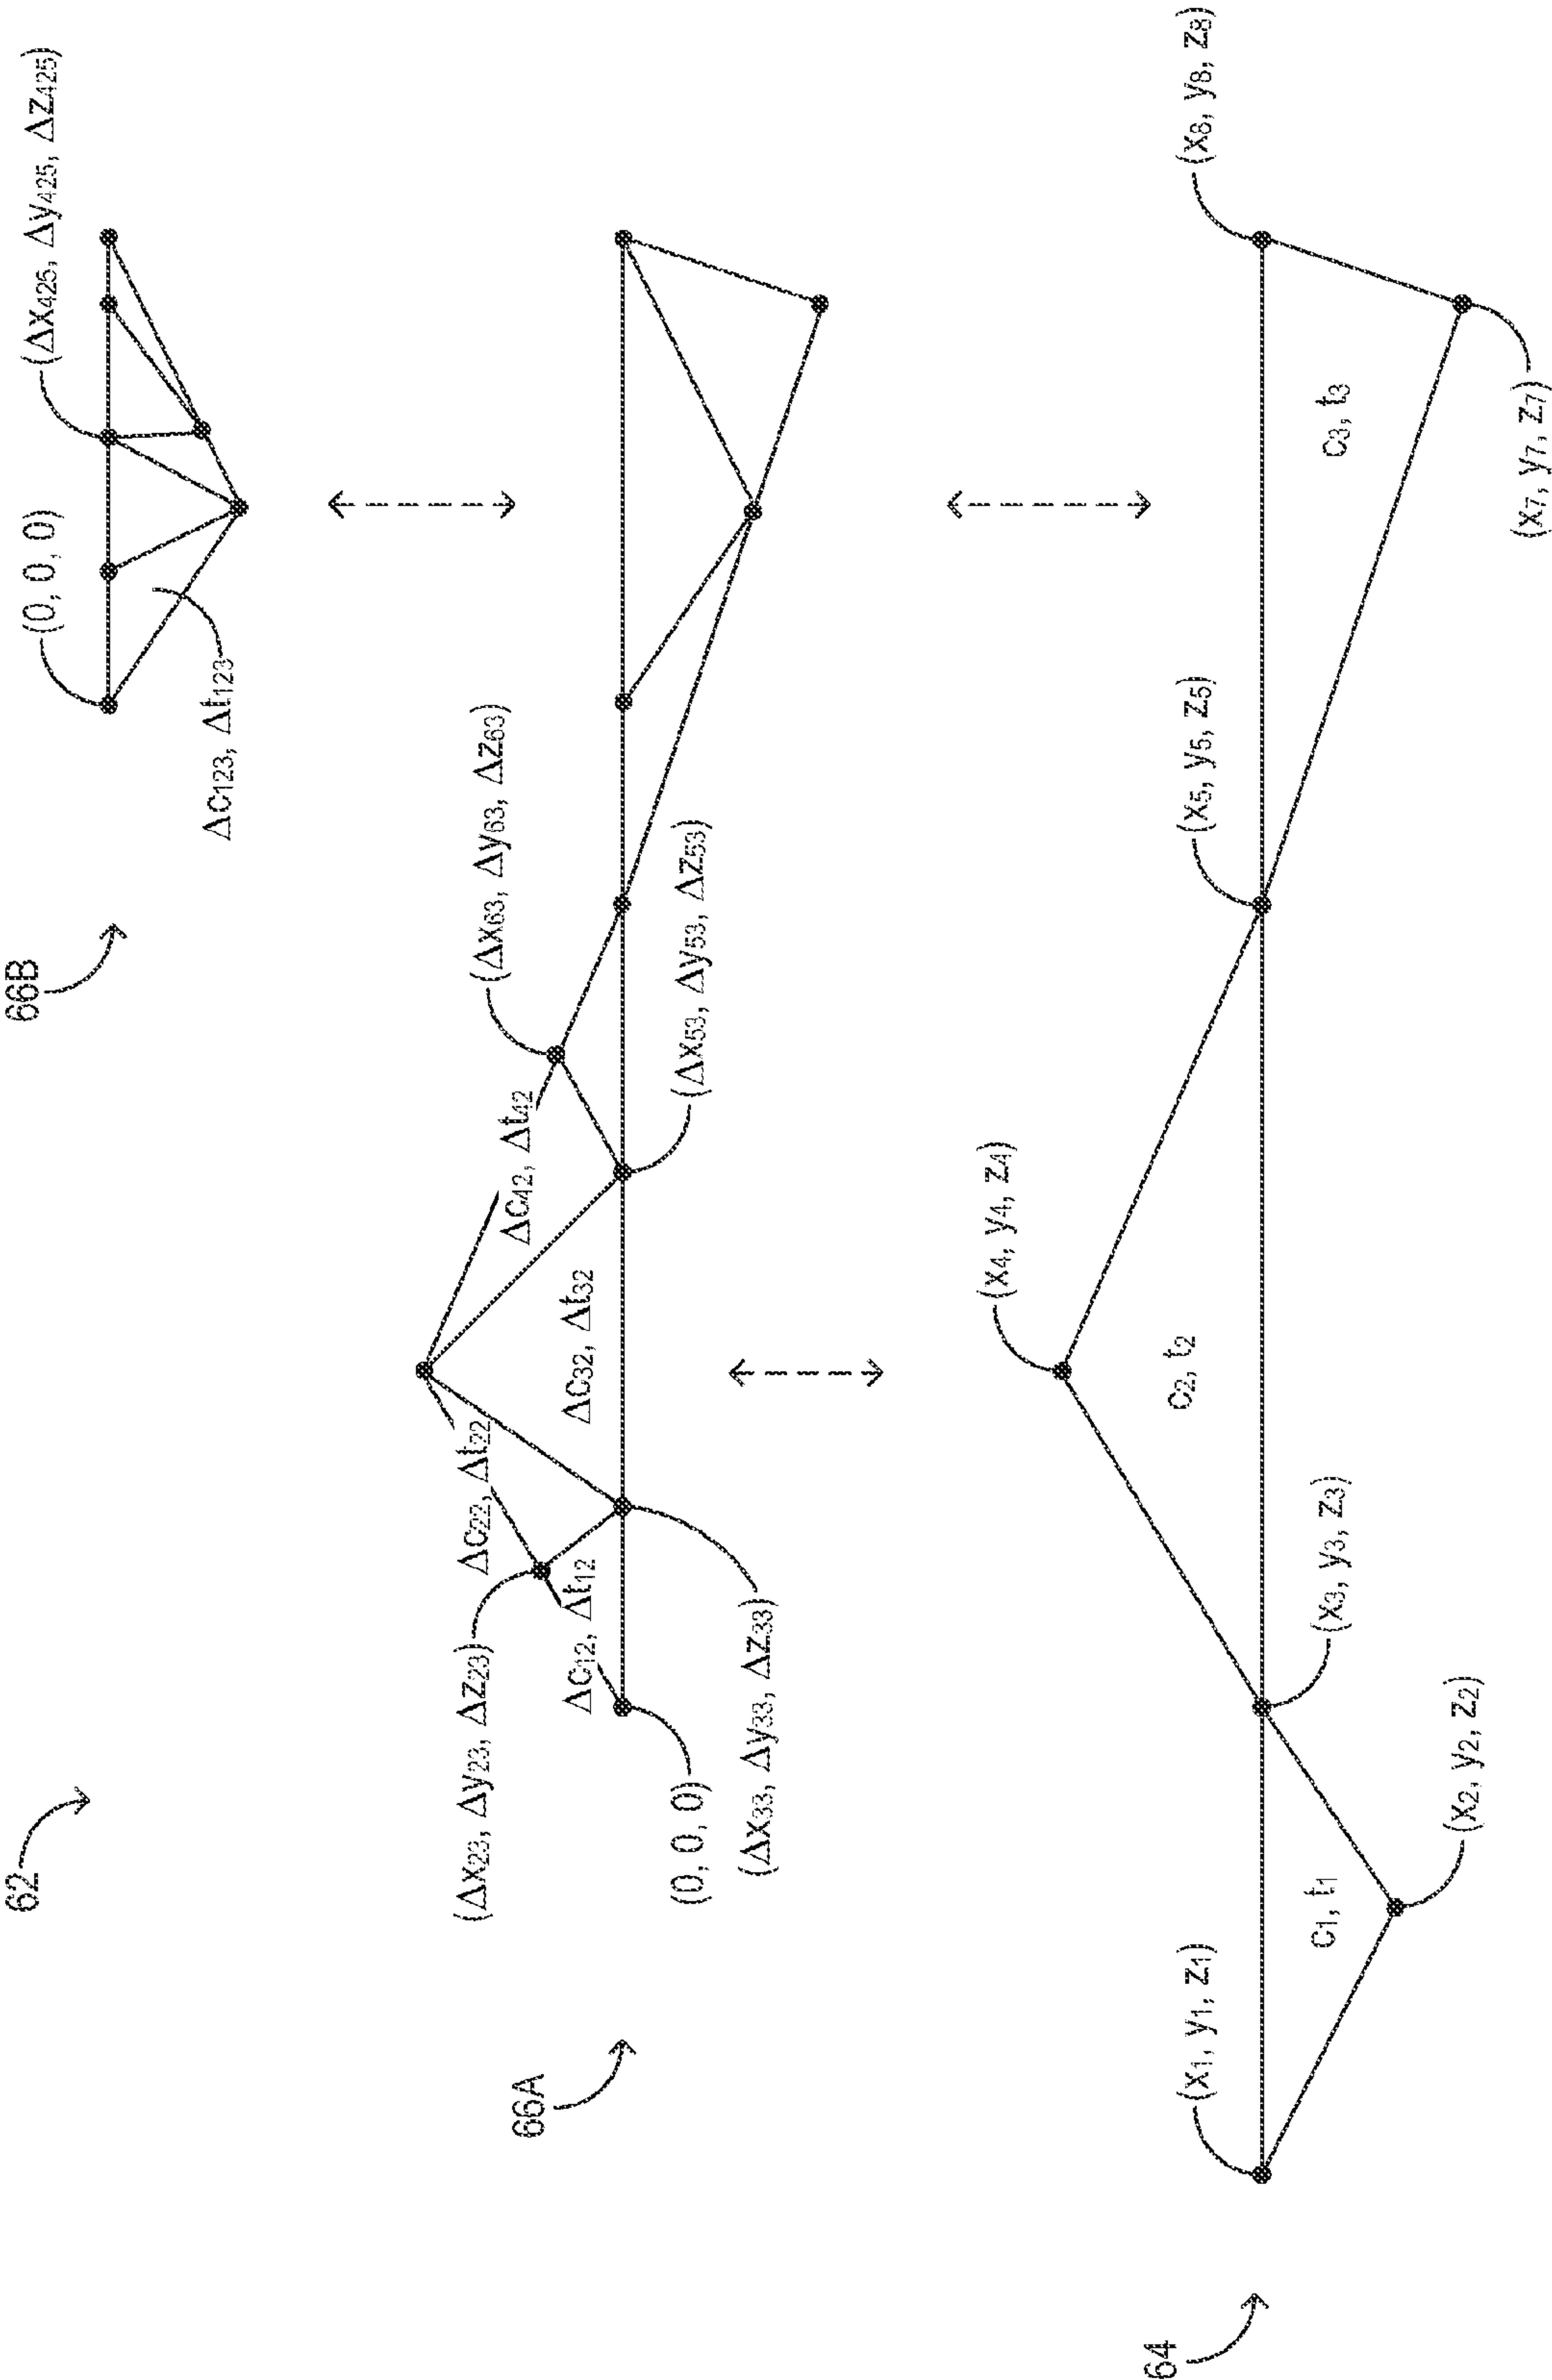 62
66B
(0, 0, 0)
(Δx425, Δy425, Δz425)
Δc123, Δt123
66A
(Δx23, Δy23, Δz23)
Δc22, Δt22
Δc42, Δt42
(Δx63, Δy63, Δz63)
Δc12, Δt12
Δc32, Δt32
(0, 0, 0)
(Δx33, Δy33, Δz33)
(Δx53, Δy53, Δz53)
64
(x1, y1, z1)
(x4, y4, z4)
(x5, y5, z5)
(x8, y8, z8)
c1, t1
c2, t2
c3, t3
(x2, y2, z2)
(x3, y3, z3)
(x7, y7, z7)